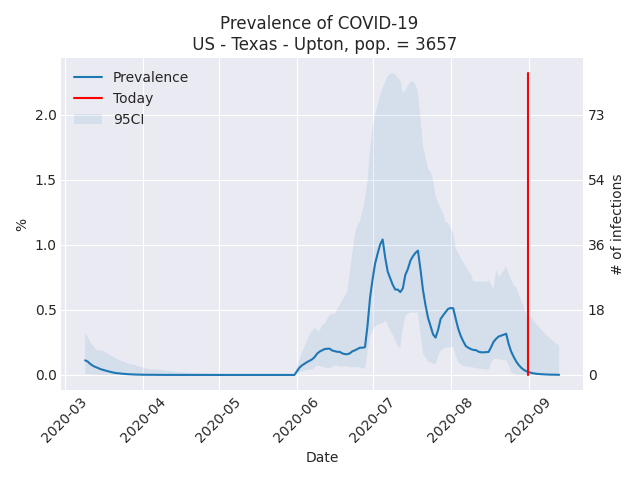 Prevalence of COVID-19
US - Texas - Upton, pop. = 3657
Prevalence
Today
95CI
2.0
1.5
1.0
0.5
0.0
%
73
54
36
18
0
# of infections
2020-03
2020-04
2020-05
2020-06
2020-07
2020-08
2020-09
Date